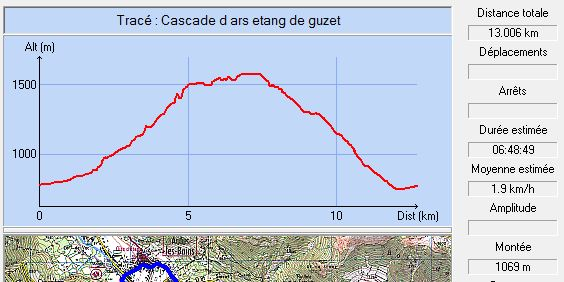 Tracé : Cascade d ars etang de guzet
Alt (m)
1500
1000
0
5
10
Dist (km)
Distance totale
13.006 km
Déplacements
Arrêts
Durée estimée
06:48:49
Moyenne estimée
1.9 km/h
Amplitude
Montée
1069 m